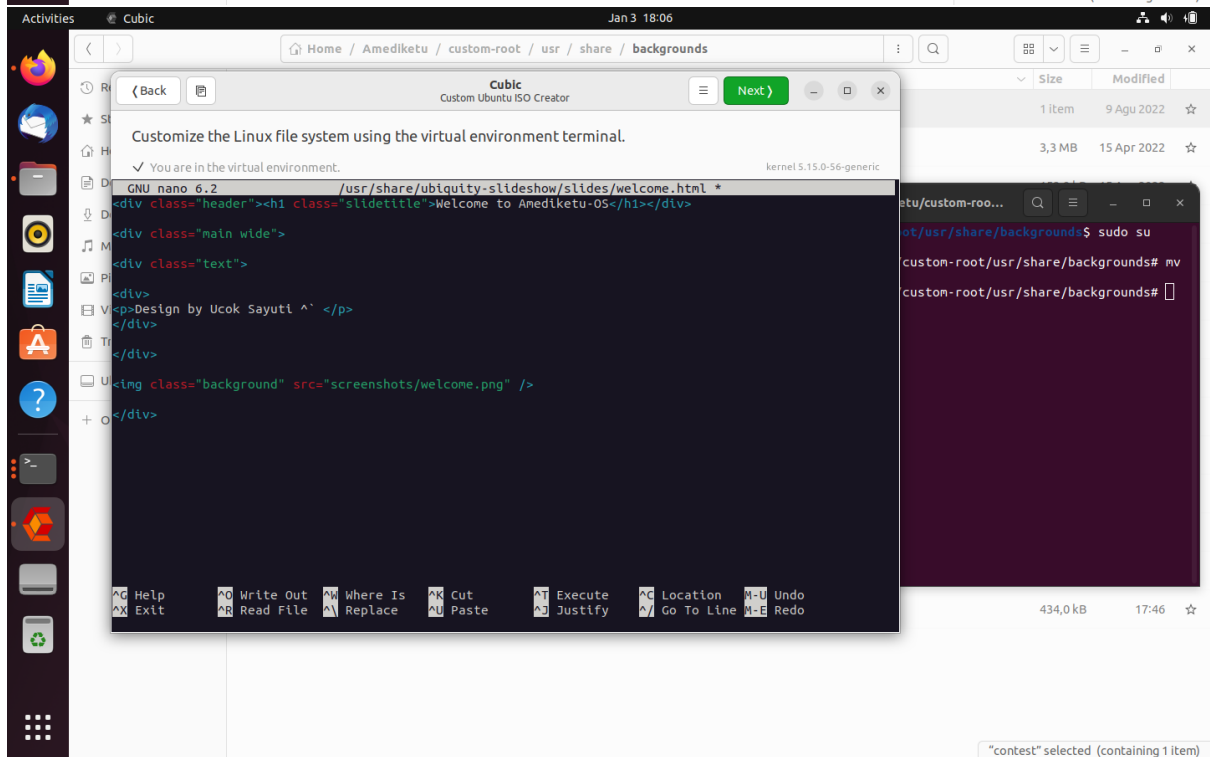 Activities Cubic Jan 3 18:06
Home / Amediketu / custom-root / usr / share / backgrounds
Size Modified
Back Cubic Next
Custom Ubuntu ISO Creator
1 item 9 Agu 2022
Customize the Linux file system using the virtual environment terminal.
3,3 MB 15 Apr 2022
✓ You are in the virtual environment. kernel 5.15.0-56-generic
GNU nano 6.2 /usr/share/ubiquity-slideshow/slides/welcome.html *
<div class="header"><h1 class="slidetitle">Welcome to Amediketu-OS</h1></div>
<div class="main wide">
<div class="text">
<div>
<p>Design by Ucok Sayuti ^` </p>
</div>
</div>
<img class="background" src="screenshots/welcome.png" />
</div>
^G Help ^O Write Out ^W Where Is ^K Cut ^T Execute ^C Location M-U Undo
^X Exit ^R Read File ^\ Replace ^U Paste ^J Justify ^/ Go To Line M-E Redo
etu/custom-roo...
ot/usr/share/backgrounds$ sudo su
/custom-root/usr/share/backgrounds# mv
/custom-root/usr/share/backgrounds#
434,0 kB 17:46
"contest" selected (containing 1 item)